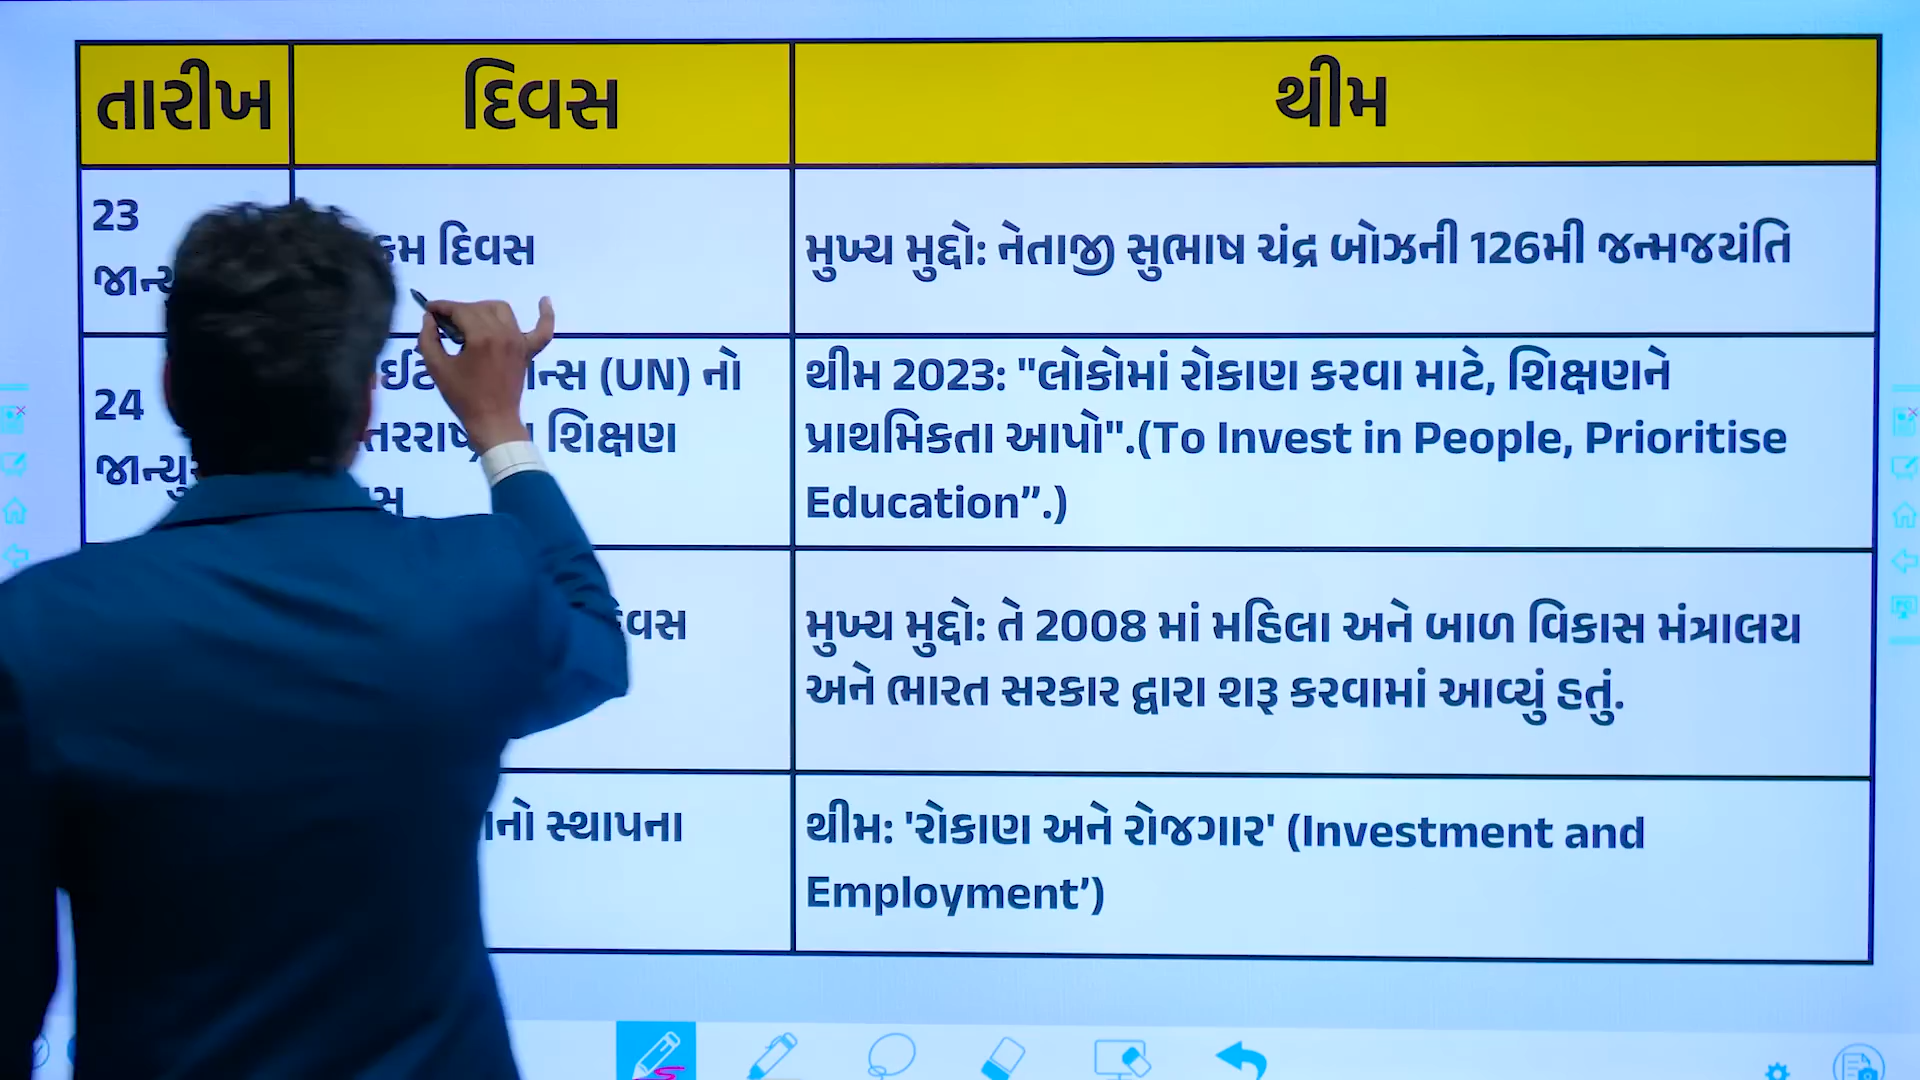 તારીખ
દિવસ
થીમ
23
દિવસ
મુખ્ય મુદ્દો: નેતાજી સુભાષ ચંદ્ર બોઝની 126મી જન્મજયંતિ
24
(UN) નો
શિક્ષણ
થીમ 2023: "લોકોમાં રોકાણ કરવા માટે, શિક્ષણને
પ્રાથમિકતા આપો".(To Invest in People, Prioritise
Education”.)
મુખ્ય મુદ્દો: તે 2008 માં મહિલા અને બાળ વિકાસ મંત્રાલય
અને ભારત સરકાર દ્વારા શરૂ કરવામાં આવ્યું હતું.
સ્થાપના
થીમ: 'રોકાણ અને રોજગાર' (Investment and
Employment’)